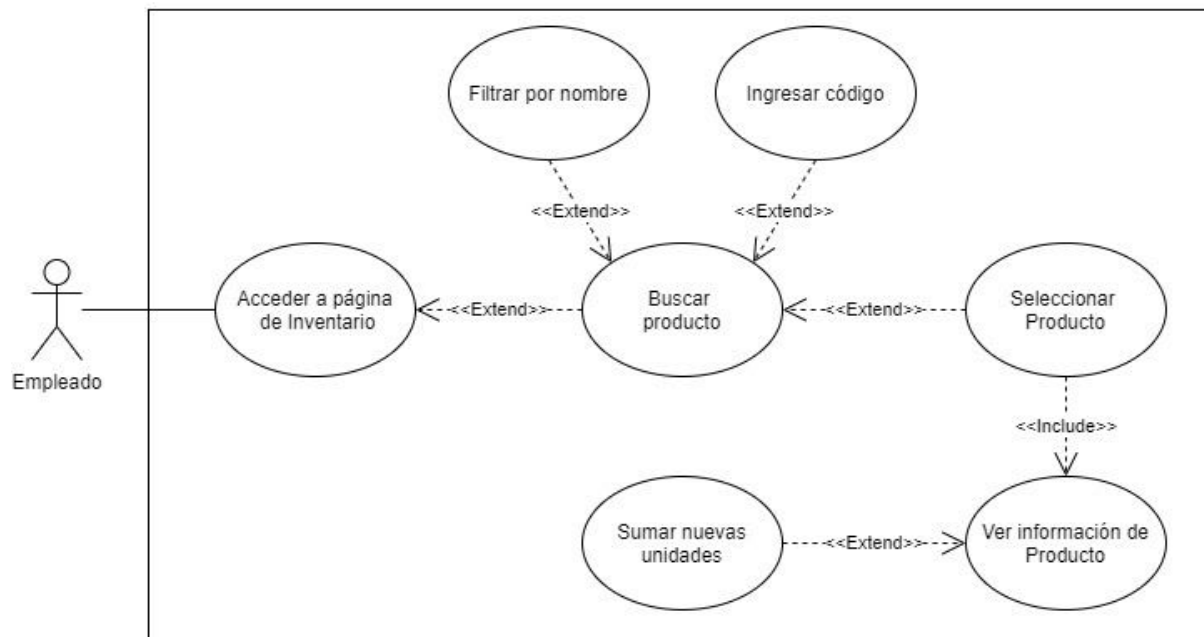 Filtrar por nombre
Ingresar código
<<Extend>>
<<Extend>>
Acceder a página
de Inventario
<<Extend>>
Buscar
producto
<<Extend>>
Seleccionar
Producto
Empleado
<<Include>>
Sumar nuevas
unidades
<<Extend>>
Ver información de
Producto